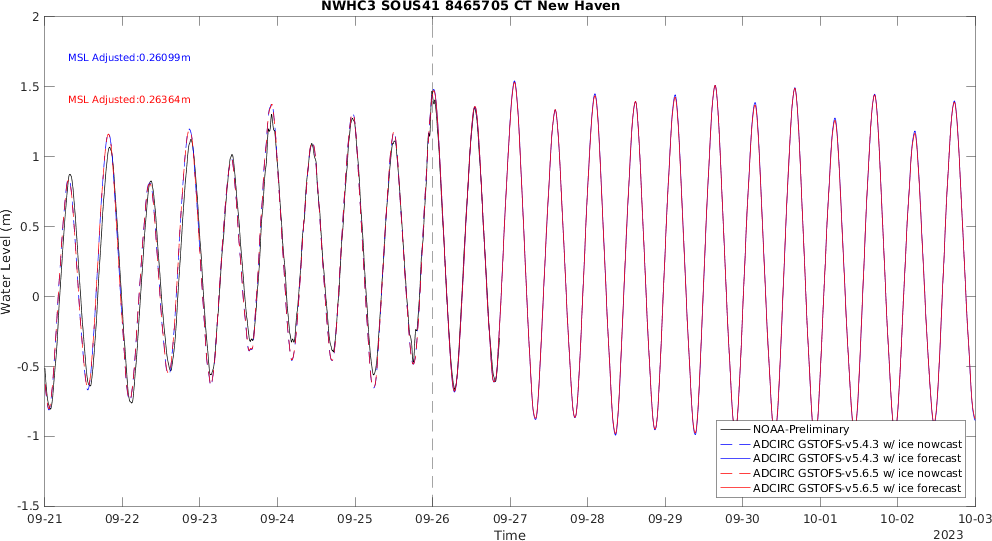 NWHC3 SOUS41 8465705 CT New Haven
MSL Adjusted:0.26099m
MSL Adjusted:0.26364m
Water Level (m)
2
1.5
1
0.5
0
-0.5
-1
-1.5
NOAA-Preliminary
ADCIRC GSTOFS-v5.4.3 w/ ice nowcast
ADCIRC GSTOFS-v5.4.3 w/ ice forecast
ADCIRC GSTOFS-v5.6.5 w/ ice nowcast
ADCIRC GSTOFS-v5.6.5 w/ ice forecast
09-21 09-22 09-23 09-24 09-25 09-26 09-27 09-28 09-29 09-30 10-01 10-02 10-03
Time
2023